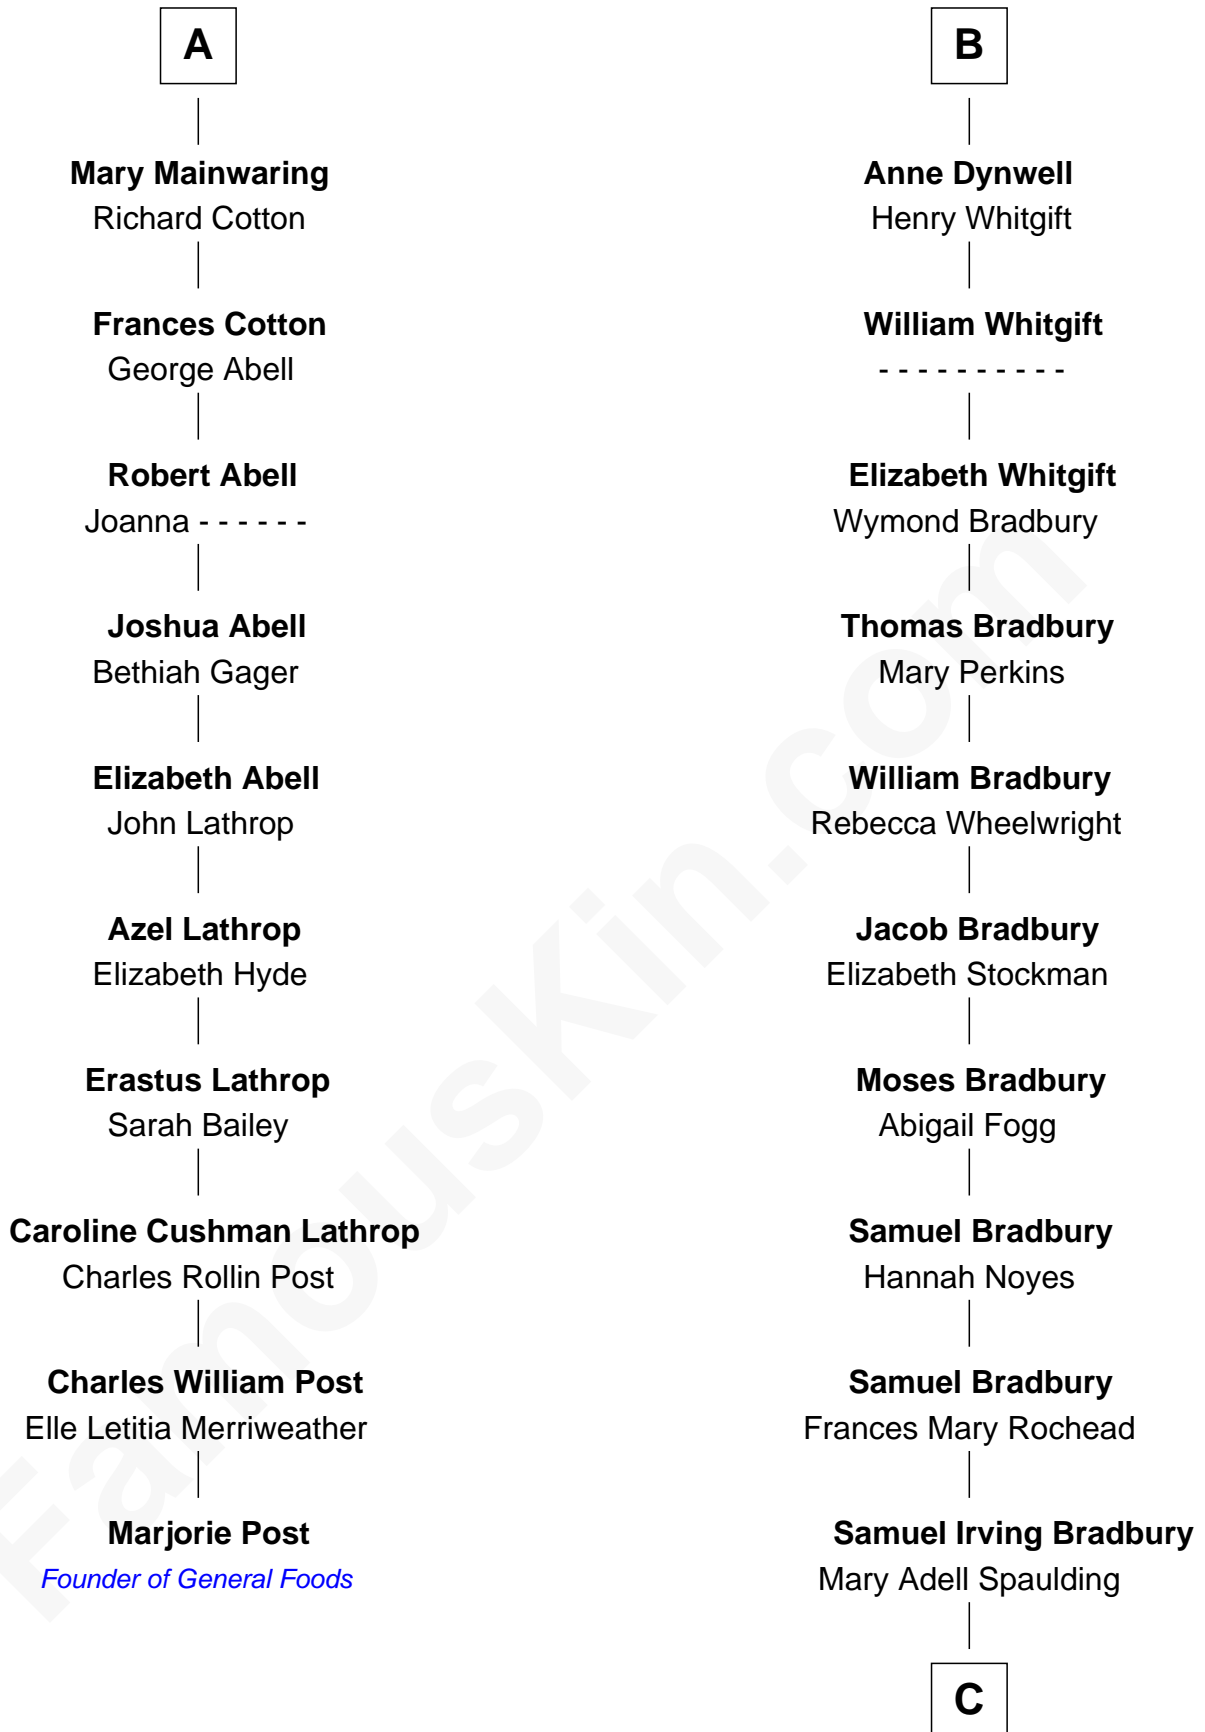 A
Mary Mainwaring
Richard Cotton
Frances Cotton
George Abell
Robert Abell
Joanna - - - - - -
Joshua Abell
Bethiah Gager
Elizabeth Abell
John Lathrop
Azel Lathrop
Elizabeth Hyde
Erastus Lathrop
Sarah Bailey
Caroline Cushman Lathrop
Charles Rollin Post
Charles William Post
Elle Letitia Merriweather
Marjorie Post
Founder of General Foods
B
Anne Dynwell
Henry Whitgift
William Whitgift
- - - - - - - - - -
Elizabeth Whitgift
Wymond Bradbury
Thomas Bradbury
Mary Perkins
William Bradbury
Rebecca Wheelwright
Jacob Bradbury
Elizabeth Stockman
Moses Bradbury
Abigail Fogg
Samuel Bradbury
Hannah Noyes
Samuel Bradbury
Frances Mary Rochead
Samuel Irving Bradbury
Mary Adell Spaulding
C
FamousKin.com